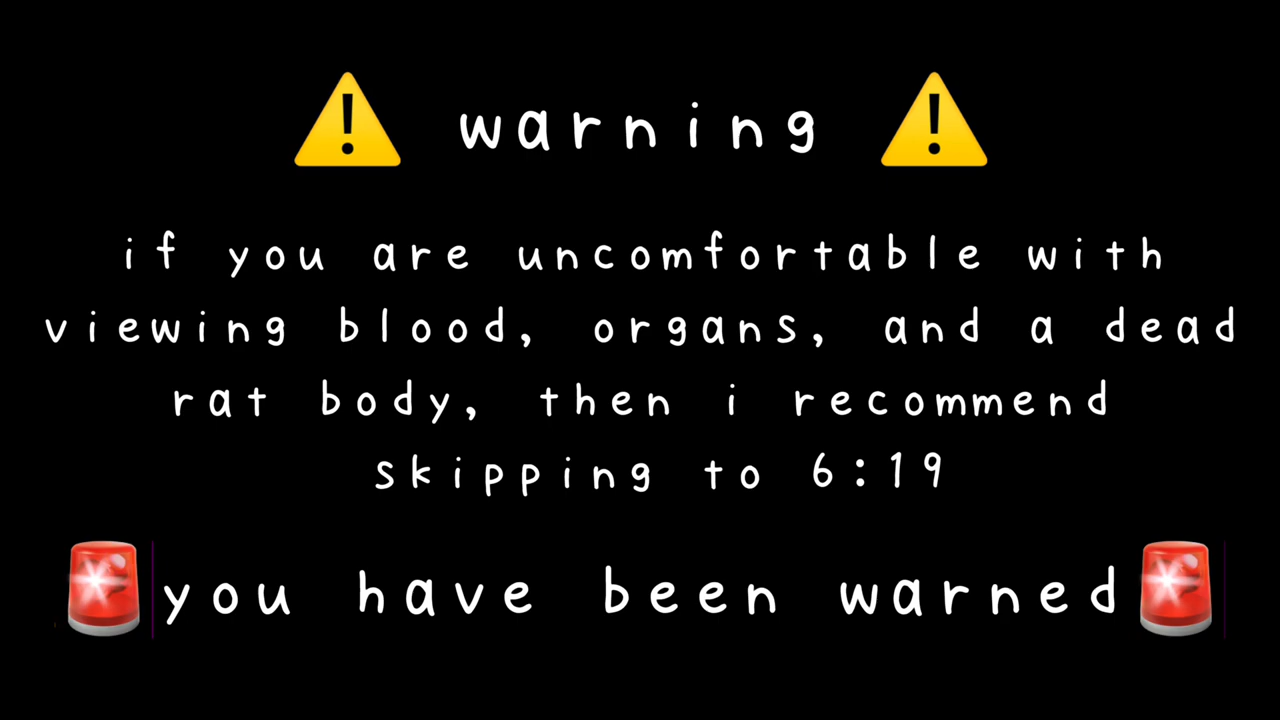 warning
if you are uncomfortable with
viewing blood, organs, and a dead
rat body, then i recommend
skipping to 6:19
you have been warned